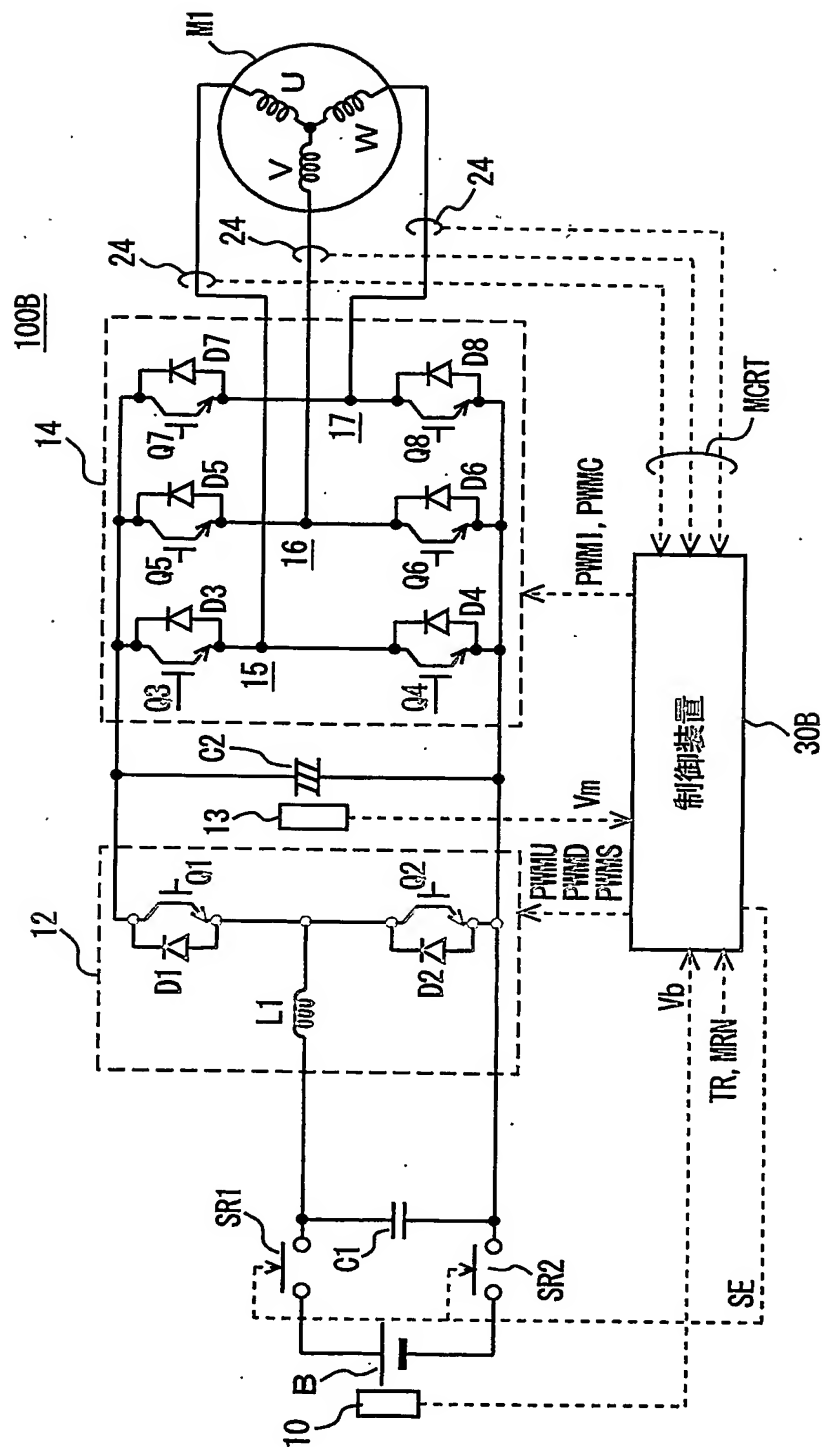 100B
10
B
SR1
SR2
C1
12
L1
D1
Q1
D2
Q2
13
C2
14
Q3
D3
Q5
D5
Q7
D7
15
16
17
Q4
D4
Q6
D6
Q8
D8
24
24
24
U
V
W
M1
SE
Vb
TR, MRN
PWMU
PWMD
PWMS
Vm
PWMI, PWMC
MCRT
制御装置
30B